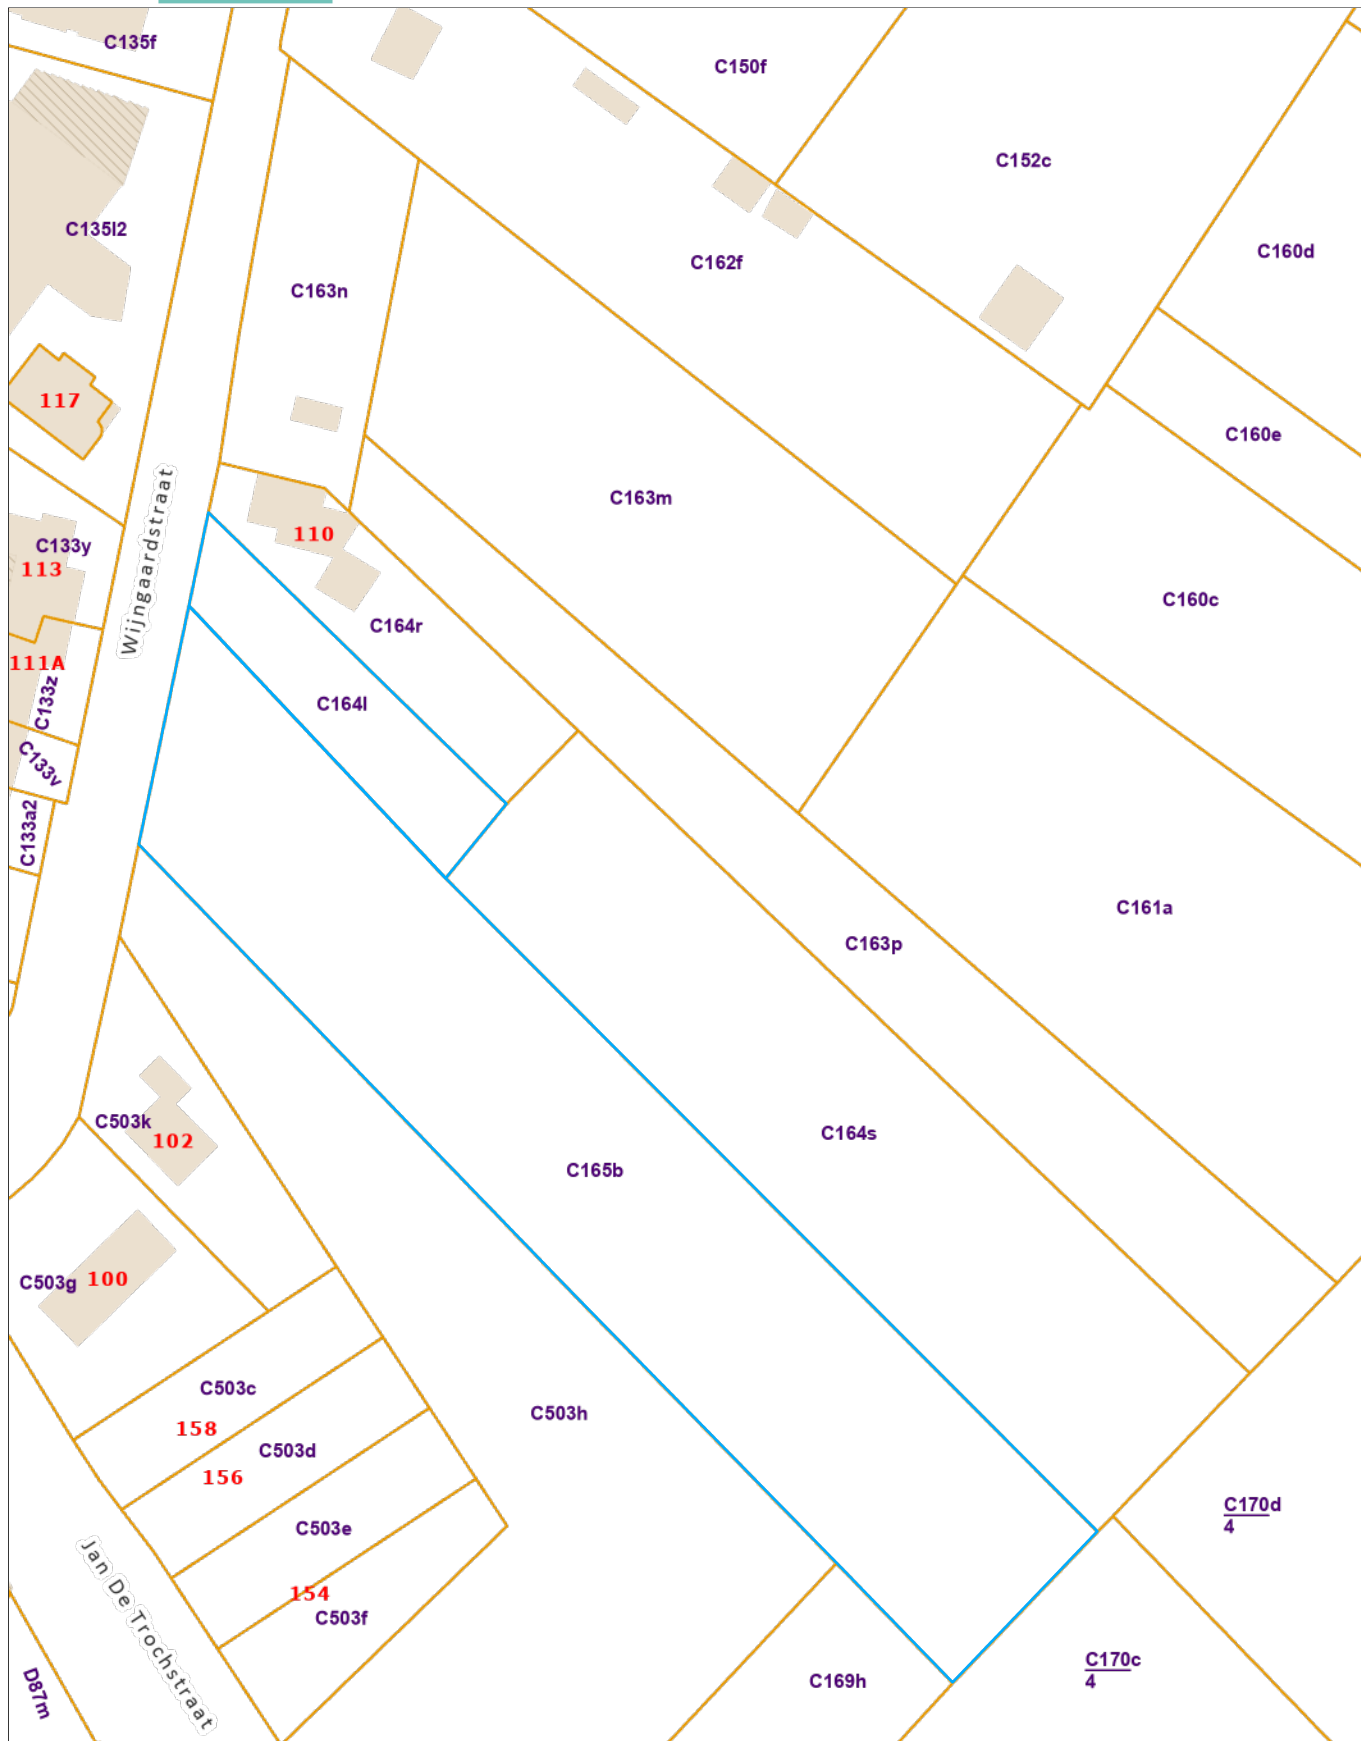 C135f
C150f
C152c
C135l2
C160d
C162f
C163n
117
C160e
C163m
Wijngaardstraat
110
C133y
113
C160c
C164r
111A
C133z
C164l
C133v
C133a2
C161a
C163p
C503k
C164s
102
C165b
C503g
100
C503c
C503h
158
C503d
156
C170d
4
C503e
154
C503f
Jan De Trochstraat
C170c
4
C169h
D87m